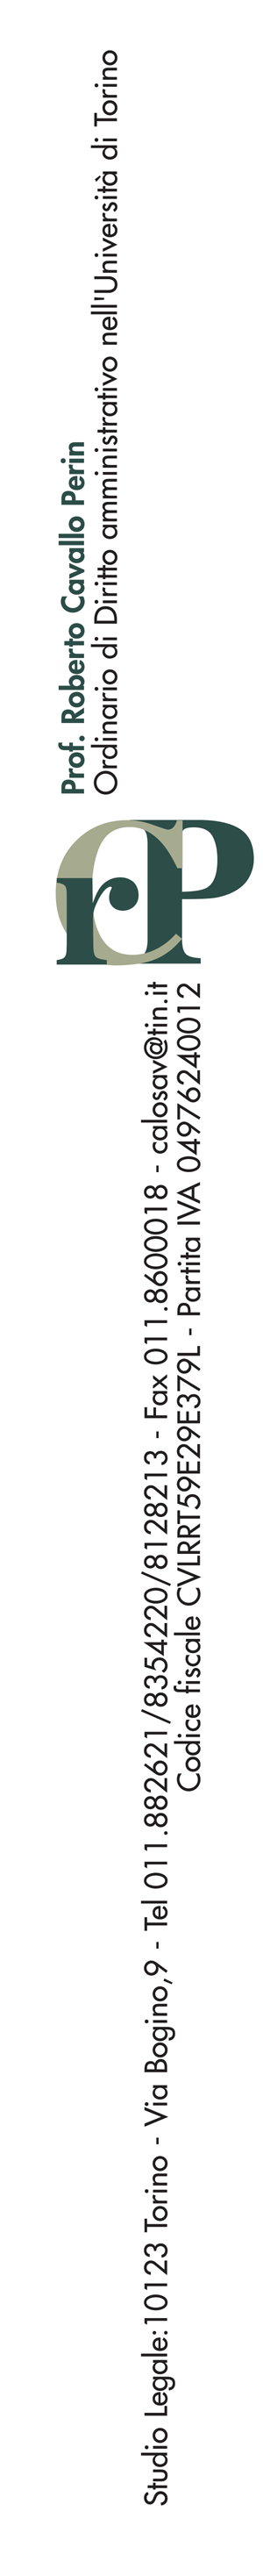 Prof. Roberto Cavallo Perin
Ordinario di Diritto amministrativo nell'Università di Torino
rCP
Studio Legale: 10123 Torino - Via Bogino,9 - Tel 011.882621/8354220/8128213 - Fax 011.8600018 - calosav@tin.it
Codice fiscale CVLRRT59E29E379L - Partita IVA 04976240012